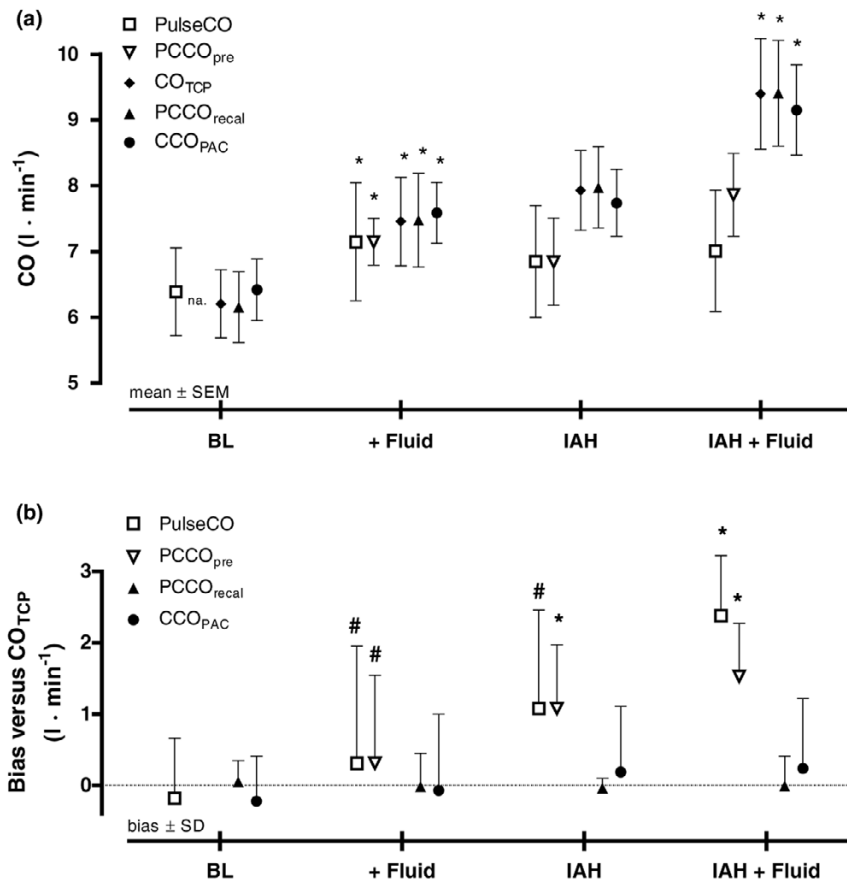 (a)
PulseCO
PCCOpre
COTCP
PCCOrecal
CCOPAC
* * *
* * * * *
10
9
8
7
6
5
CO (l · min-1)
na.
mean ± SEM
BL + Fluid IAH IAH + Fluid
(b)
PulseCO
PCCOpre
PCCOrecal
CCOPAC
# # # * * *
3
2
1
0
Bias versus COTCP
(l · min-1)
bias ± SD
BL + Fluid IAH IAH + Fluid